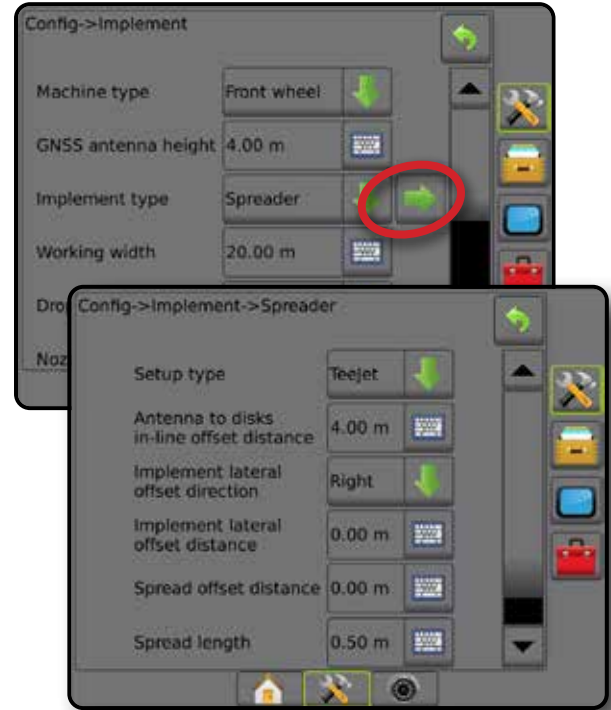 Config->Implement
Machine type Front wheel
GNSS antenna height 4.00 m
Implement type Spreader
Working width 20.00 m
Dro
Noz
Config->Implement->Spreader
Setup type Teejet
Antenna to disks
in-line offset distance 4.00 m
Implement lateral
offset direction Right
Implement lateral
offset distance 0.00 m
Spread offset distance 0.00 m
Spread length 0.50 m